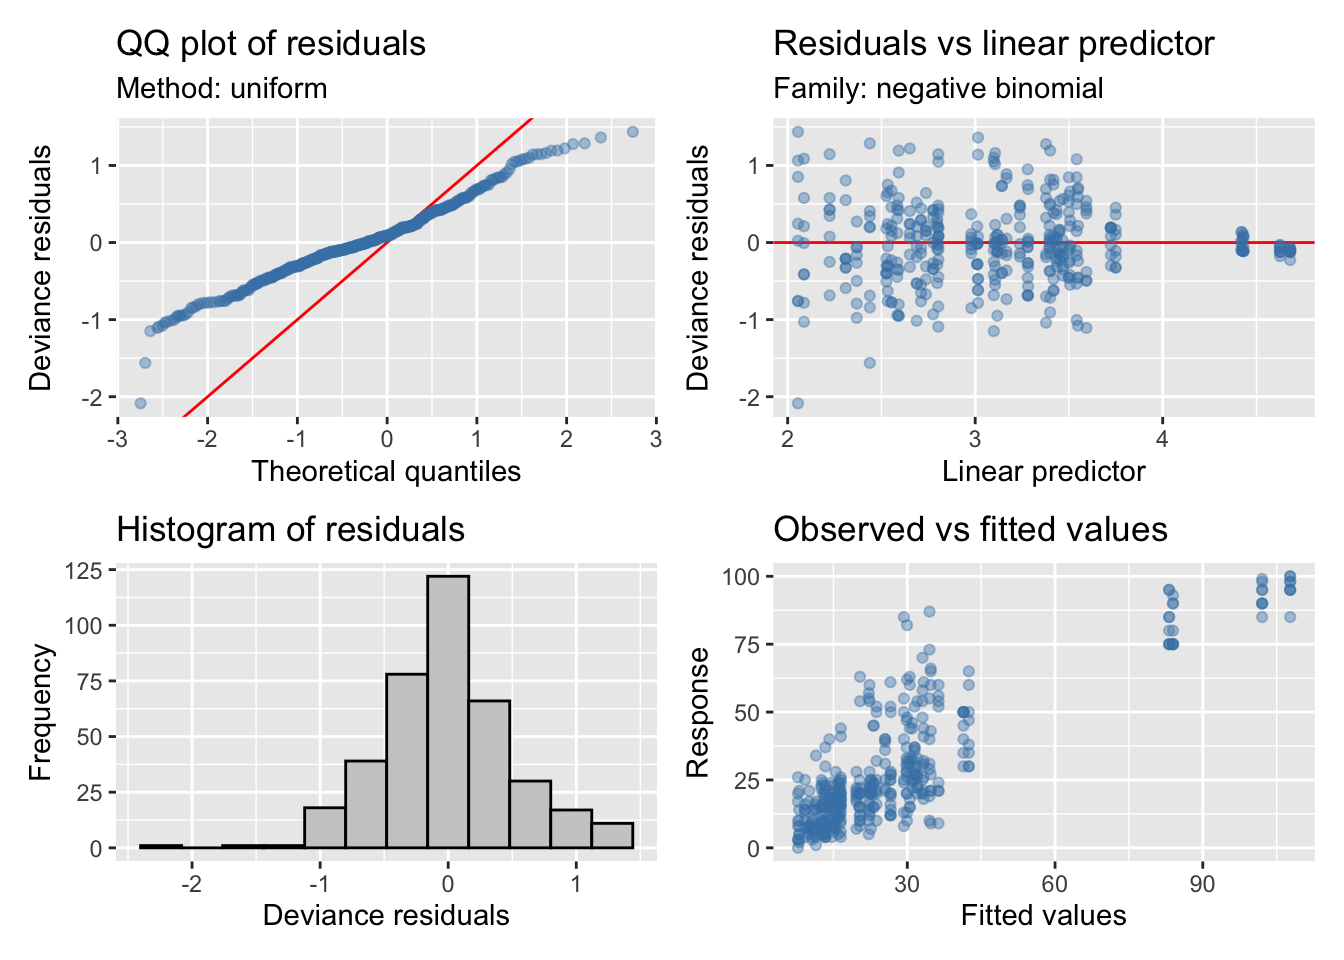 QQ plot of residuals
Method: uniform
Deviance residuals
1
0
-1
-2
-3
-2
-1
0
1
2
3
Theoretical quantiles
Residuals vs linear predictor
Family: negative binomial
Deviance residuals
1
0
-1
-2
2
3
4
Linear predictor
Histogram of residuals
Frequency
125
100
75
50
25
0
-2
-1
0
1
Deviance residuals
Observed vs fitted values
Response
100
75
50
25
0
30
60
90
Fitted values